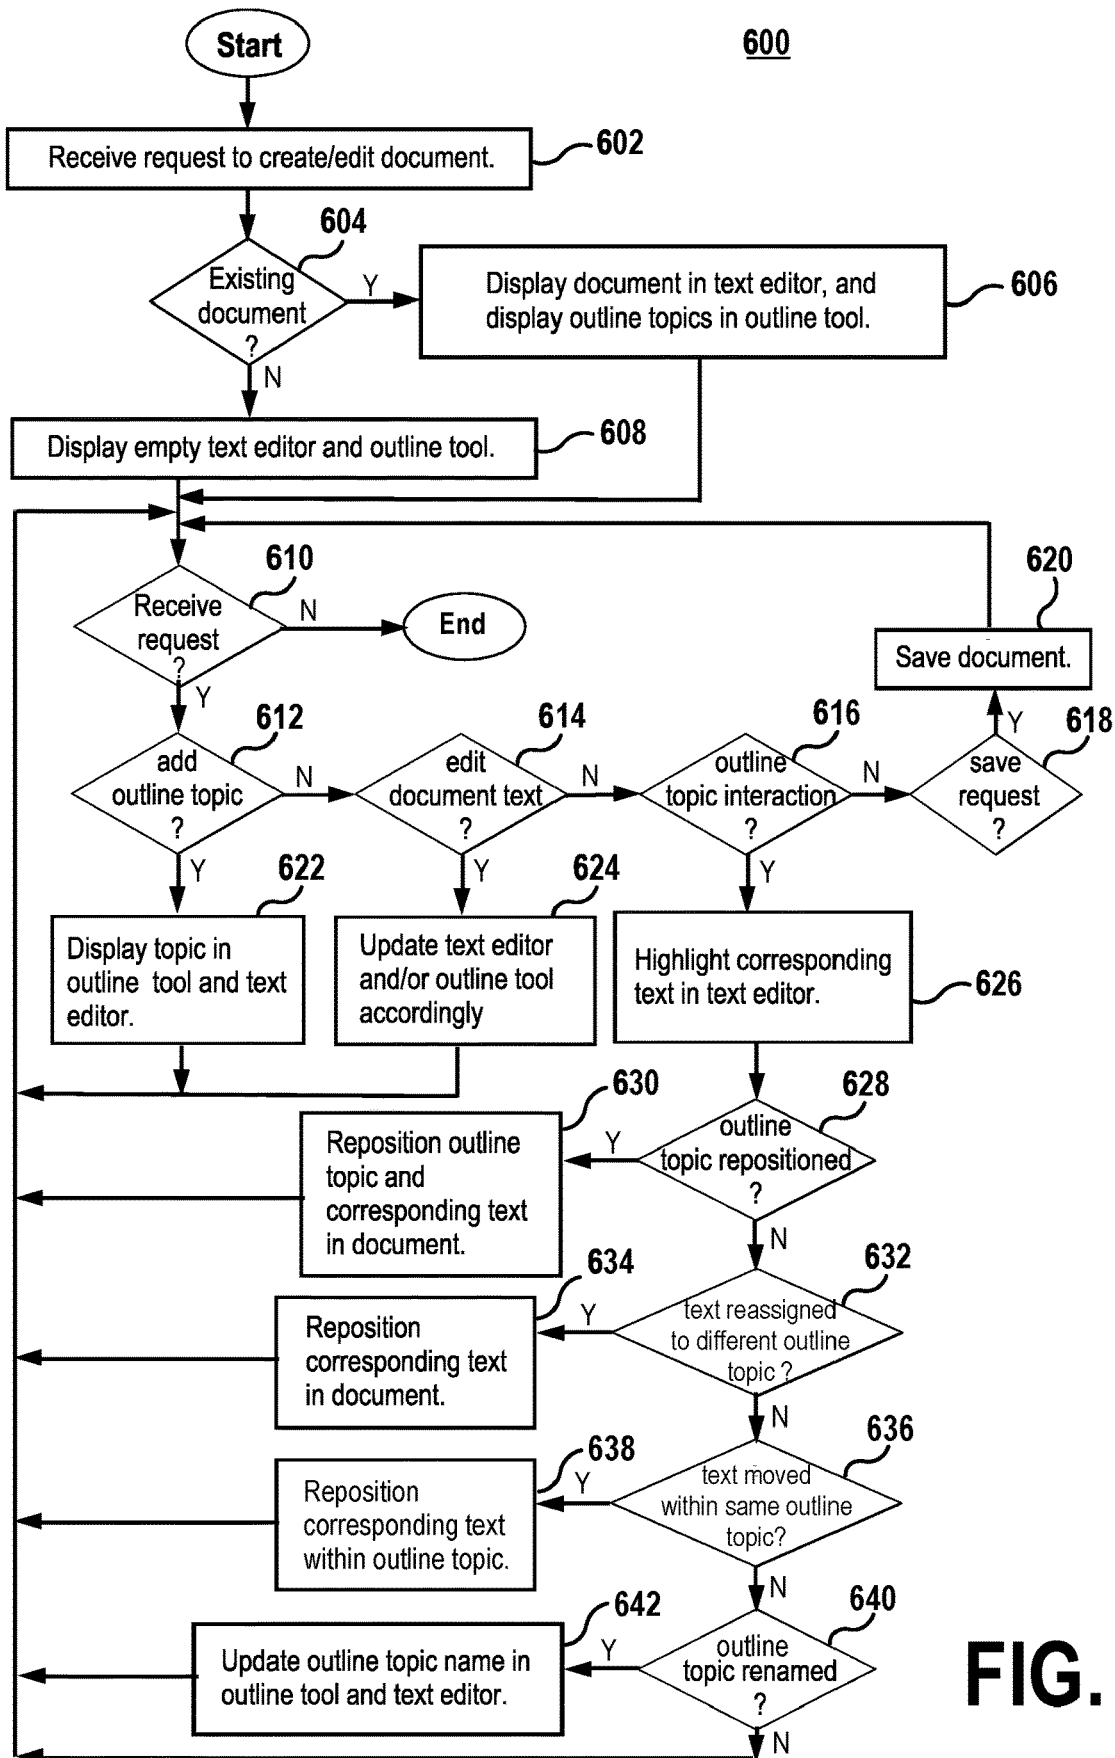 Start
600
Receive request to create/edit document.
602
604
Existing
document
?
Y
Display document in text editor, and
display outline topics in outline tool.
606
N
Display empty text editor and outline tool.
608
610
Receive
request
?
N
End
620
Save document.
Y
612
add
outline topic
?
N
614
edit
document text
?
N
616
outline
topic interaction
?
N
Y
618
save
request
?
Y
622
Display topic in
outline tool and text
editor.
Y
624
Update text editor
and/or outline tool
accordingly
Y
Highlight corresponding
text in text editor.
626
628
outline
topic repositioned
?
Y
630
Reposition outline
topic and
corresponding text
in document.
N
632
text reassigned
to different outline
topic ?
Y
634
Reposition
corresponding text
in document.
N
636
text moved
within same outline
topic?
Y
638
Reposition
corresponding text
within outline topic.
N
640
outline
topic renamed
?
Y
642
Update outline topic name in
outline tool and text editor.
N
FIG.